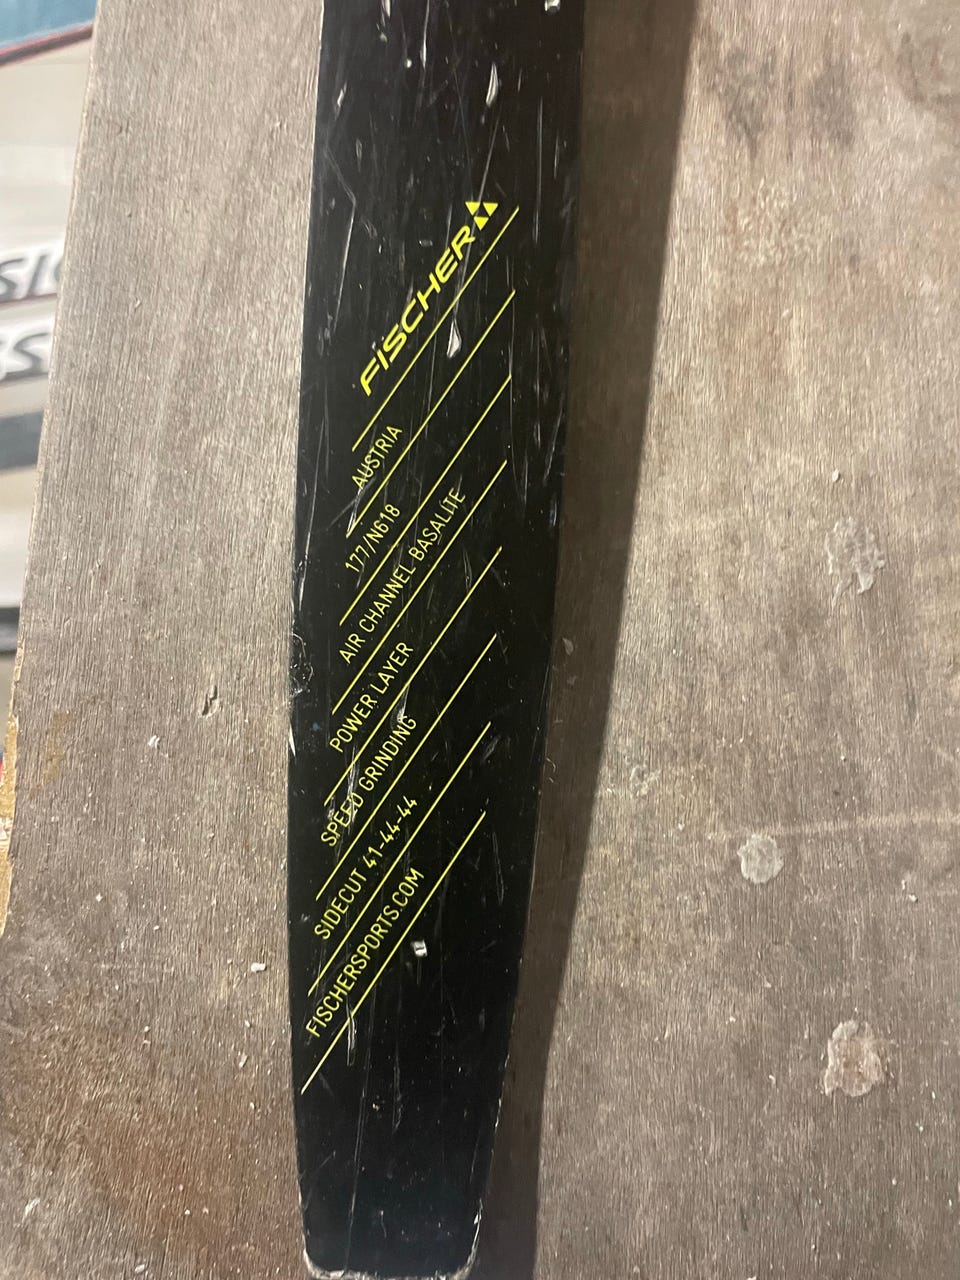 FISCHER
AUSTRIA
177/N618
AIR CHANNEL BASALITE
POWER LAYER
SPEED GRINDING
SIDECUT 41-44-44
FISCHERSPORTS.COM